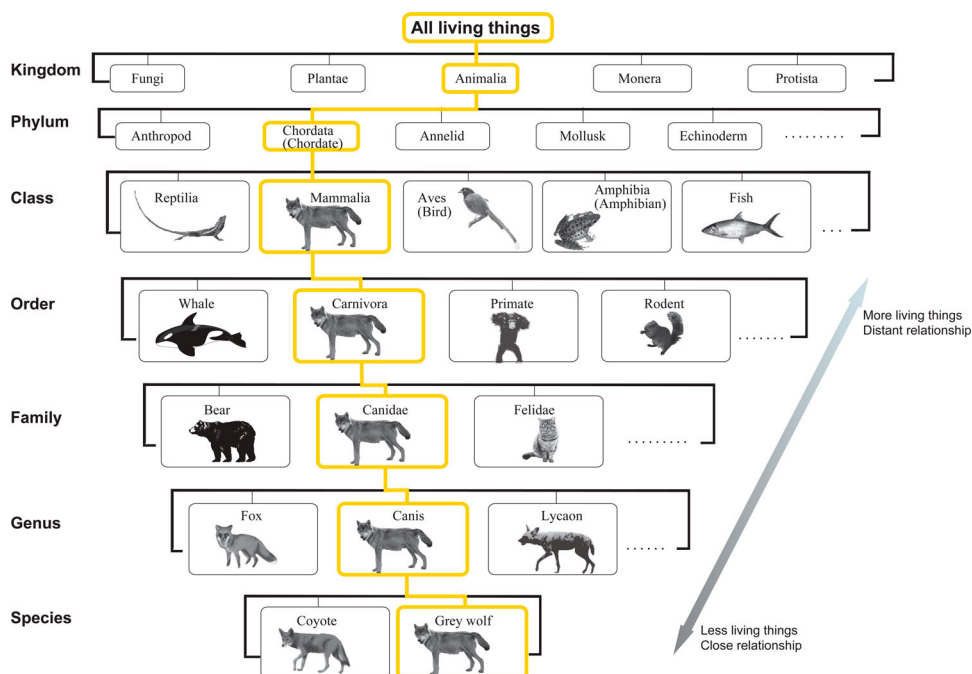 All living things
Kingdom
Fungi
Plantae
Animalia
Monera
Protista
Phylum
Anthropod
Chordata
(Chordate)
Annelid
Mollusk
Echinoderm
.........
Class
Reptilia
Mammalia
Aves
(Bird)
Amphibia
(Amphibian)
Fish
...
Order
Whale
Carnivora
Primate
Rodent
.......
More living things
Distant relationship
Family
Bear
Canidae
Felidae
.........
Genus
Fox
Canis
Lycaon
......
Species
Coyote
Grey wolf
Less living things
Close relationship